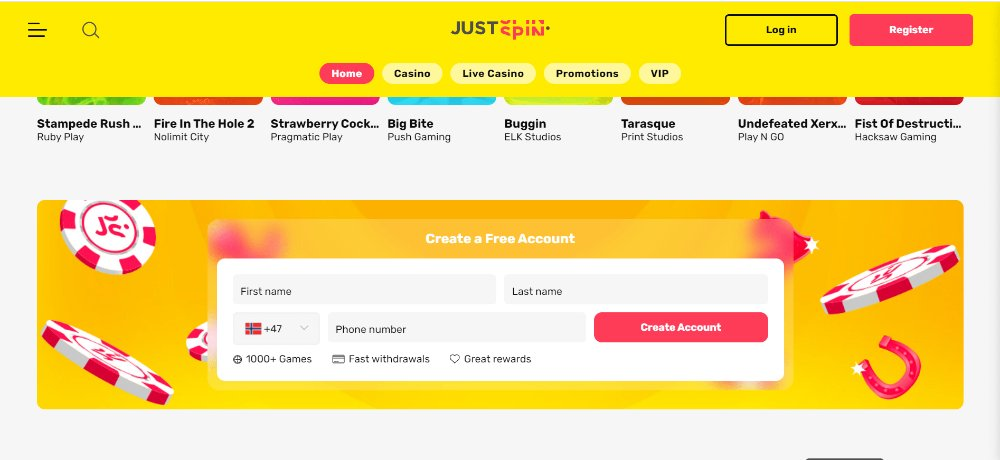 JUST SPIN
Log in
Register
Home
Casino
Live Casino
Promotions
VIP
Stampede Rush ...
Ruby Play
Fire In The Hole 2
Nolimit City
Strawberry Cock...
Pragmatic Play
Big Bite
Push Gaming
Buggin
ELK Studios
Tarasque
Print Studios
Undefeated Xerx...
Play N GO
Fist Of Destructi...
Hacksaw Gaming
Create a Free Account
First name
Last name
+47
Phone number
Create Account
1000+ Games
Fast withdrawals
Great rewards